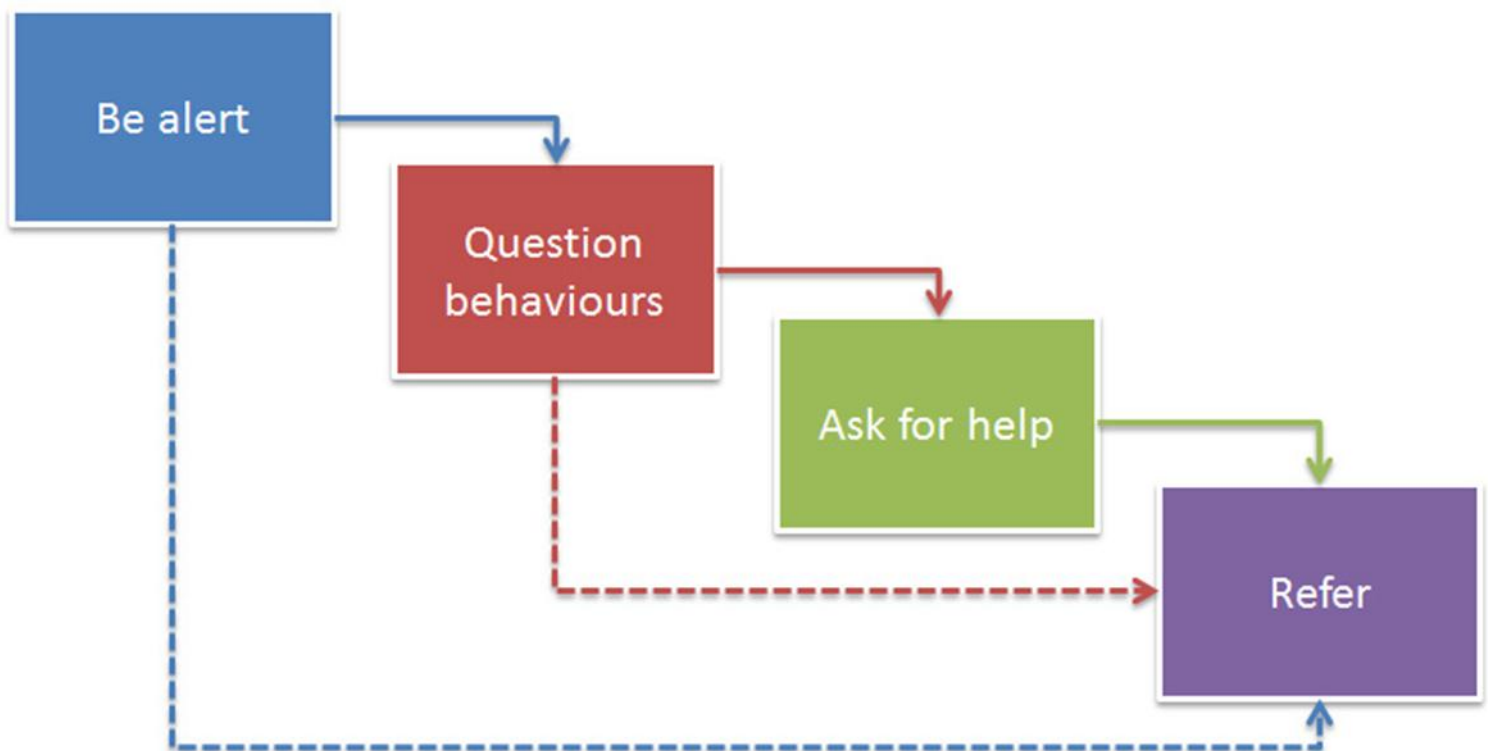 Be alert
Question
behaviours
Ask for help
Refer